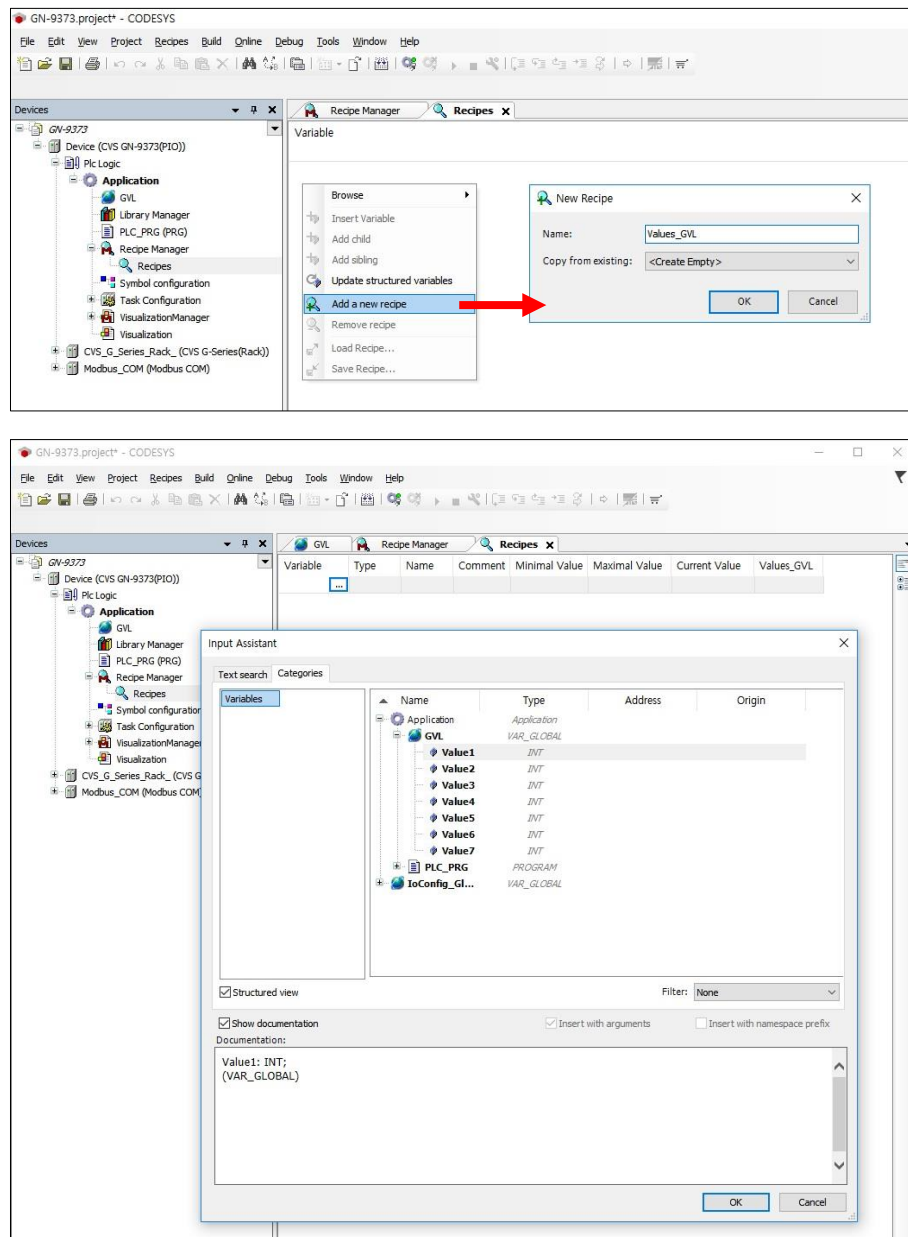 GN-9373.project* - CODESYS
File Edit View Project Recipes Build Online Debug Tools Window Help
Devices
Recipe Manager Recipes
GN-9373
Variable
Device (CVS GN-9373(PIO))
Plc Logic
Application
GVL
Library Manager
PLC_PRG (PRG)
Recipe Manager
Recipes
Symbol configuration
Task Configuration
VisualizationManager
Visualization
CVS_G_Series_Rack_ (CVS G-Series(Rack))
Modbus_COM (Modbus COM)
Browse
Insert Variable
Add child
Add sibling
Update structured variables
Add a new recipe
Remove recipe
Load Recipe...
Save Recipe...
New Recipe
Name: Values_GVL
Copy from existing: <Create Empty>
OK Cancel
GN-9373.project* - CODESYS
File Edit View Project Recipes Build Online Debug Tools Window Help
Devices
GVL Recipe Manager Recipes
GN-9373
Variable Type Name Comment Minimal Value Maximal Value Current Value Values_GVL
...
Device (CVS GN-9373(PIO))
Plc Logic
Application
GVL
Library Manager
PLC_PRG (PRG)
Recipe Manager
Recipes
Symbol configuration
Task Configuration
VisualizationManage
Visualization
CVS_G_Series_Rack_ (CVS G
Modbus_COM (Modbus COM
Input Assistant
Text search Categories
Variables
Name Type Address Origin
Application Application
GVL VAR_GLOBAL
Value1 INT
Value2 INT
Value3 INT
Value4 INT
Value5 INT
Value6 INT
Value7 INT
PLC_PRG PROGRAM
IoConfig_Gl... VAR_GLOBAL
Structured view
Filter: None
Show documentation Insert with arguments Insert with namespace prefix
Documentation:
Value1: INT;
(VAR_GLOBAL)
OK Cancel